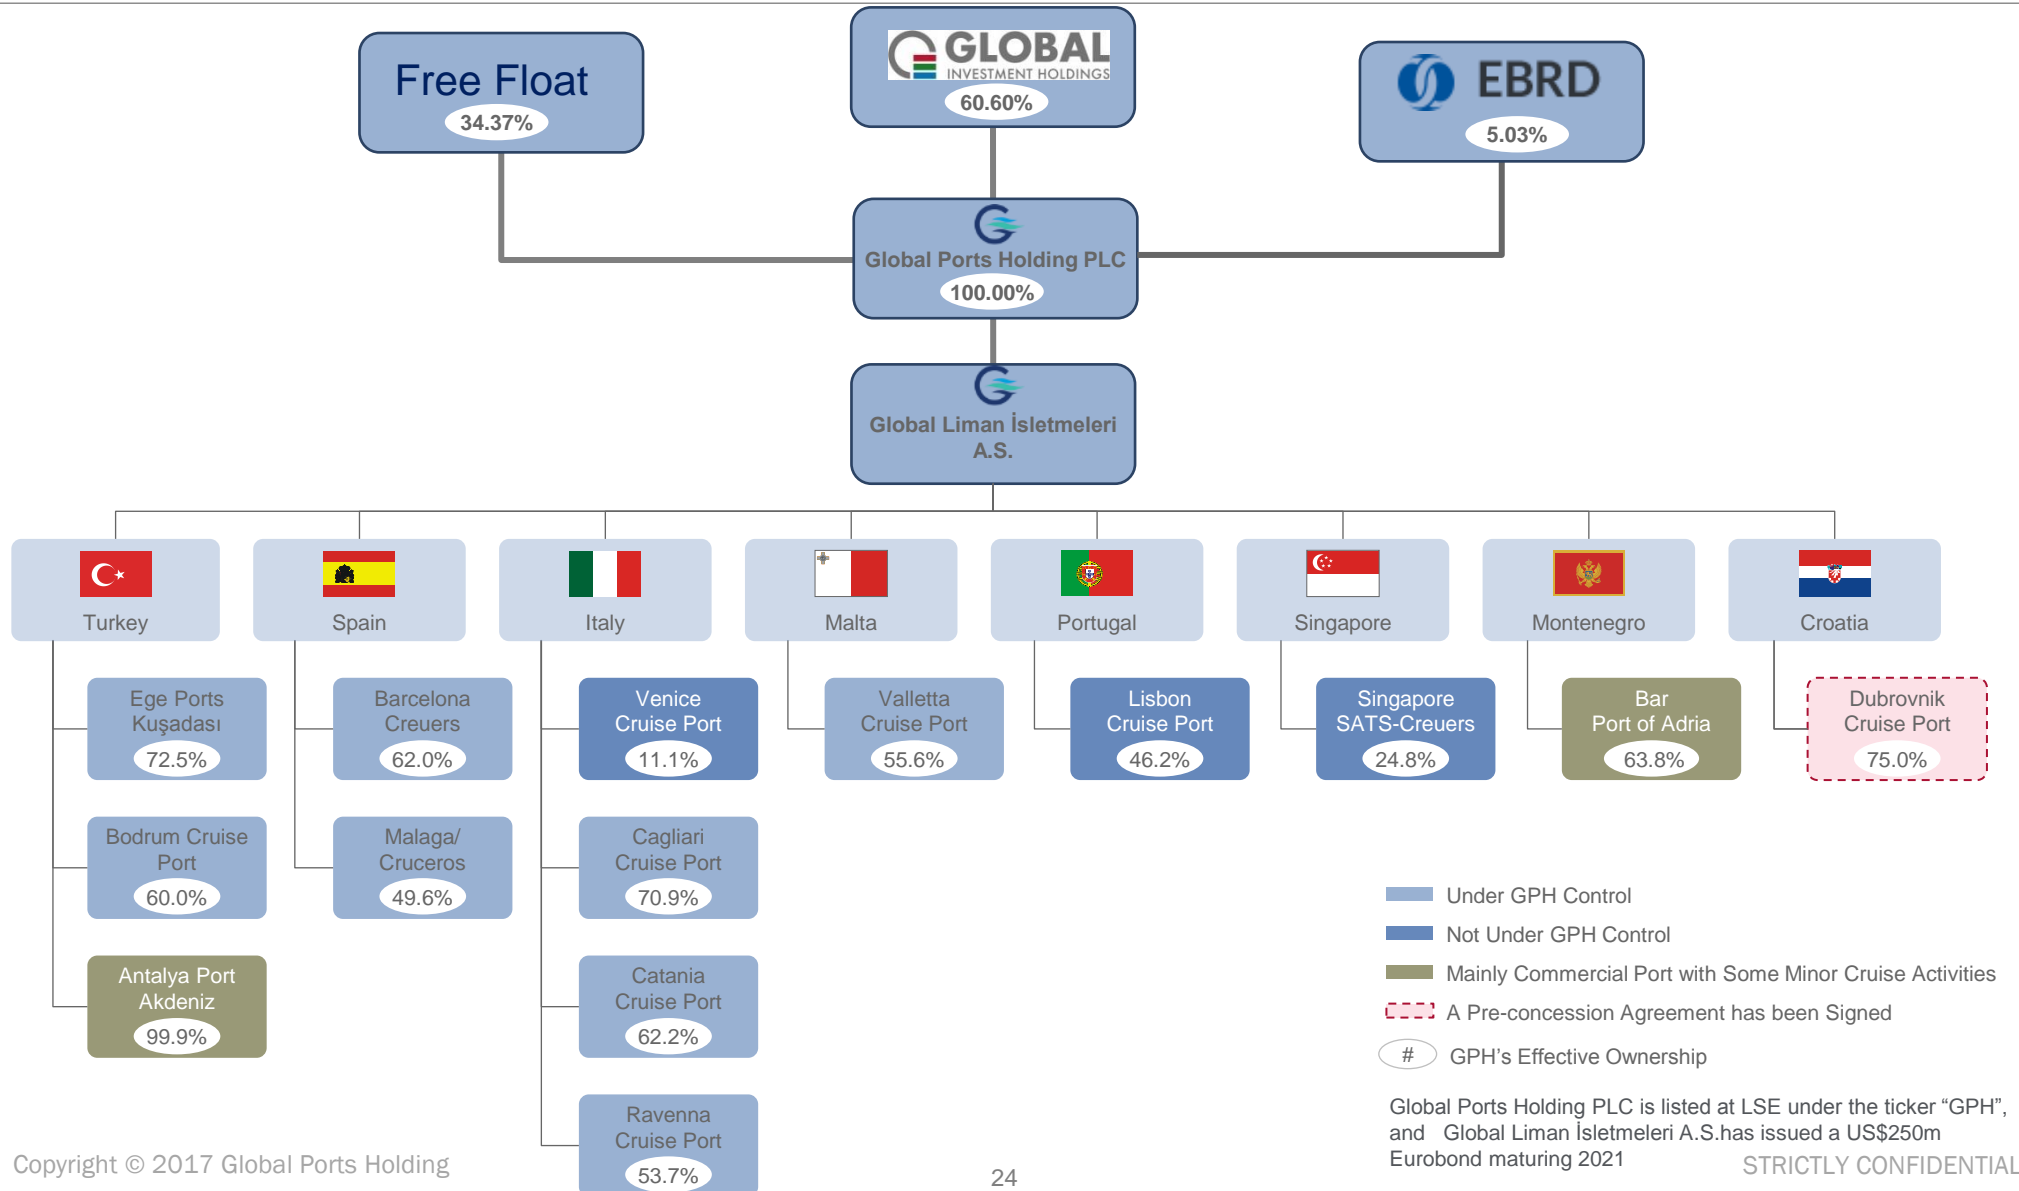 Free Float
34.37%
GLOBAL
INVESTMENT HOLDINGS
60.60%
EBRD
5.03%
Global Ports Holding PLC
100.00%
Global Liman İsletmeleri
A.S.
Turkey
Spain
Italy
Malta
Portugal
Singapore
Montenegro
Croatia
Ege Ports
Kuşadası
72.5%
Barcelona
Creuers
62.0%
Venice
Cruise Port
11.1%
Valletta
Cruise Port
55.6%
Lisbon
Cruise Port
46.2%
Singapore
SATS-Creuers
24.8%
Bar
Port of Adria
63.8%
Dubrovnik
Cruise Port
75.0%
Bodrum Cruise
Port
60.0%
Malaga/
Cruceros
49.6%
Cagliari
Cruise Port
70.9%
Antalya Port
Akdeniz
99.9%
Catania
Cruise Port
62.2%
Ravenna
Cruise Port
53.7%
Under GPH Control
Not Under GPH Control
Mainly Commercial Port with Some Minor Cruise Activities
A Pre-concession Agreement has been Signed
# GPH's Effective Ownership
Global Ports Holding PLC is listed at LSE under the ticker “GPH”,
and Global Liman İsletmeleri A.S.has issued a US$250m
Eurobond maturing 2021
Copyright © 2017 Global Ports Holding
24
STRICTLY CONFIDENTIAL